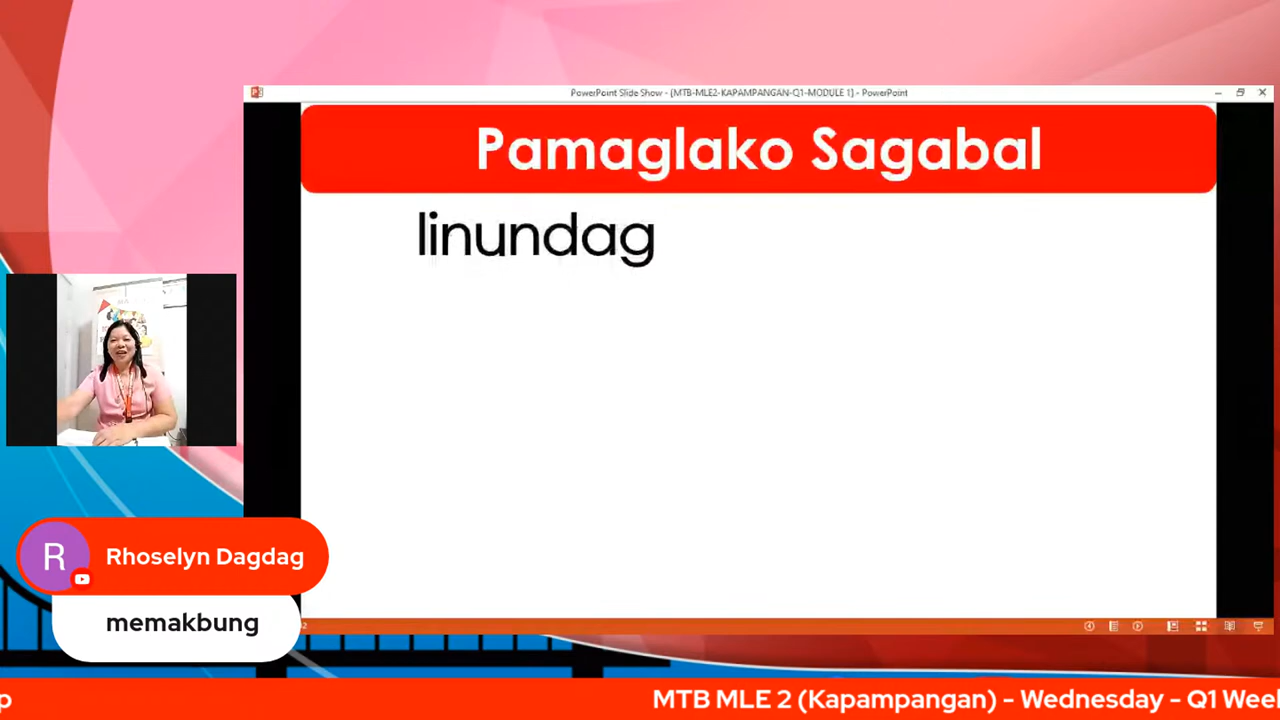 PowerPoint Slide Show - [MTB-MLE2-KAPAMPANGAN-Q1-MODULE 1] - PowerPoint
Pamaglako Sagabal
linundag
R
Rhoselyn Dagdag
memakbung
p
MTB MLE 2 (Kapampangan) - Wednesday - Q1 Week